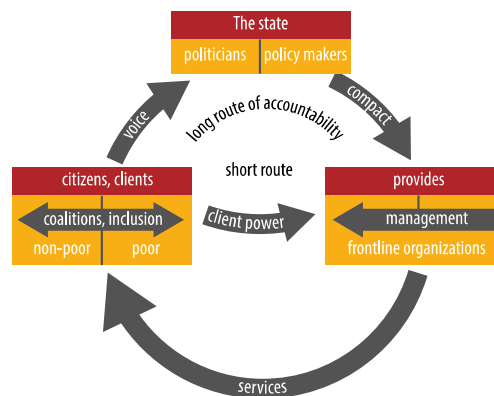 The state
politicians
policy makers
voice
compact
long route of accountability
short route
citizens, clients
coalitions, inclusion
non-poor
poor
client power
provides
management
frontline organizations
services